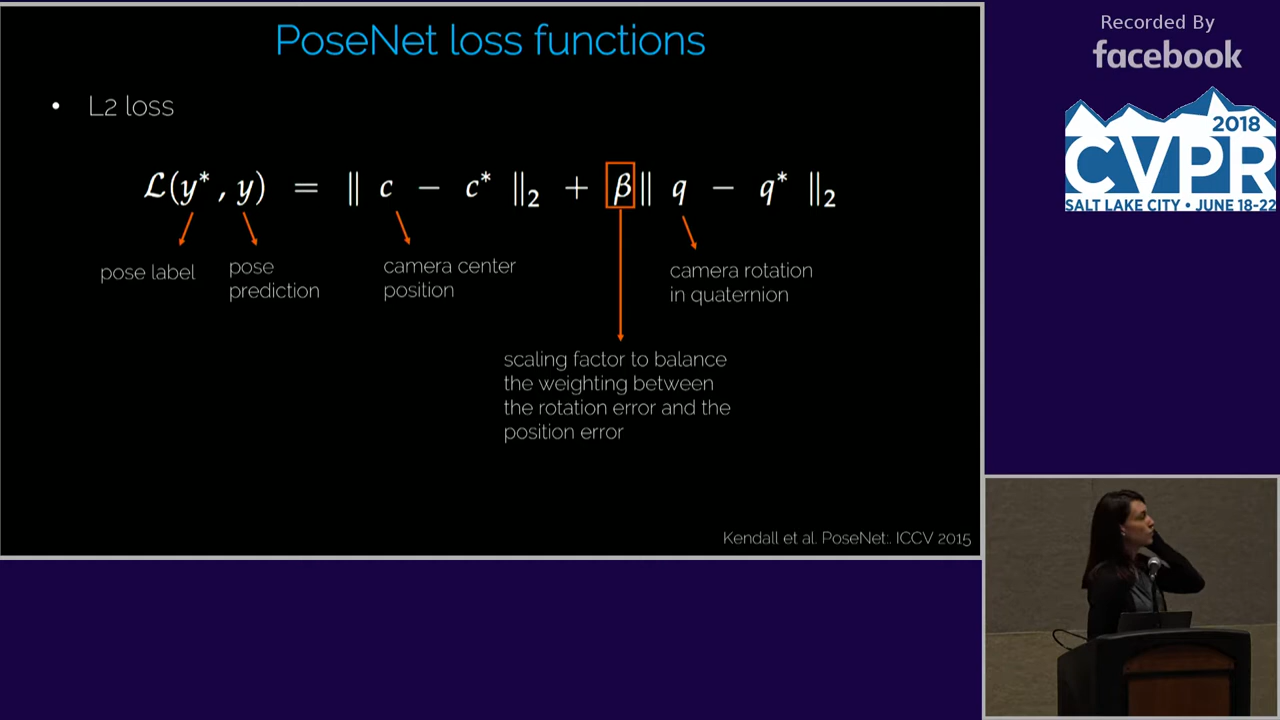 PoseNet loss functions
• L2 loss
ℒ(y* , y) = ‖ c − c* ‖₂ + β‖ q − q* ‖₂
pose label
pose
prediction
camera center
position
camera rotation
in quaternion
scaling factor to balance
the weighting between
the rotation error and the
position error
Kendall et al. PoseNet:. ICCV 2015
Recorded By
facebook
2018
CVPR
SALT LAKE CITY • JUNE 18-22